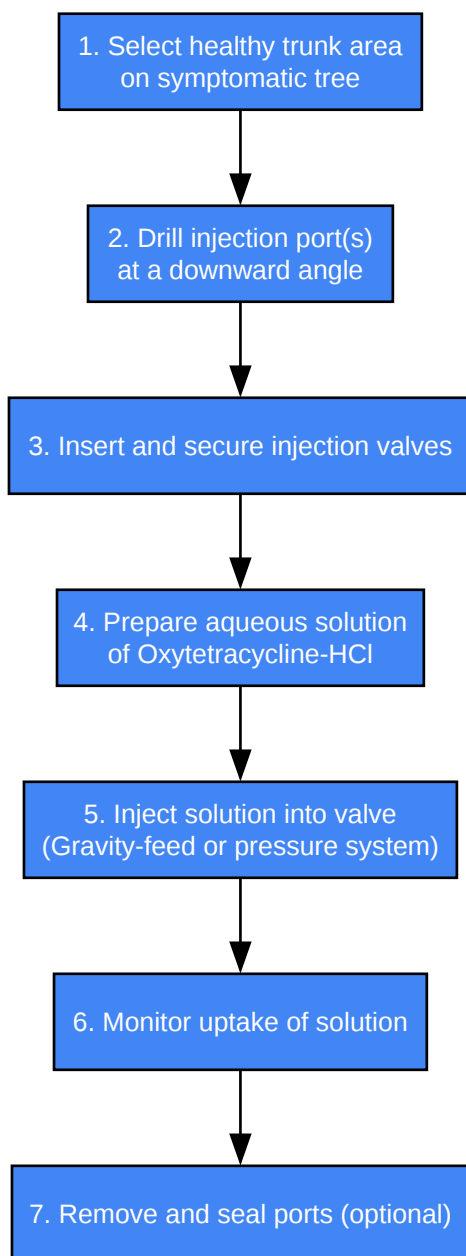 1. Select healthy trunk area
on symptomatic tree
2. Drill injection port(s)
at a downward angle
3. Insert and secure injection valves
4. Prepare aqueous solution
of Oxytetracycline-HCl
5. Inject solution into valve
(Gravity-feed or pressure system)
6. Monitor uptake of solution
7. Remove and seal ports (optional)